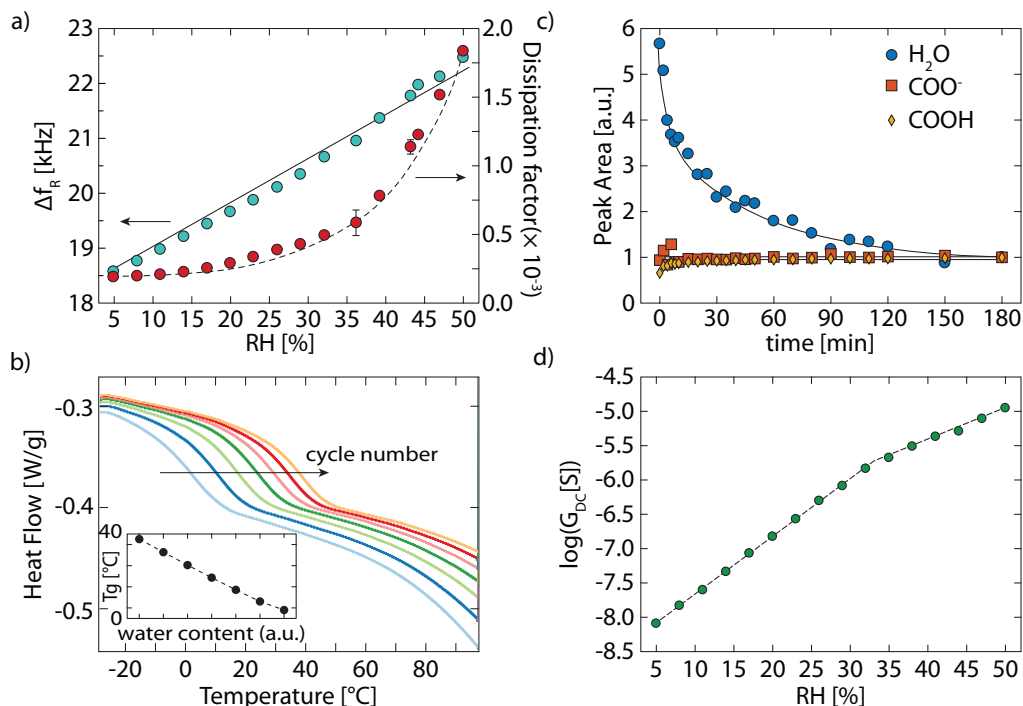 a)
23
22
21
20
19
18
Δf_R [kHz]
2.0
1.5
1.0
0.5
0.0
Dissipation factor(× 10⁻³)
5 10 15 20 25 30 35 40 45 50
RH [%]
c)
6
5
4
3
2
1
0
Peak Area [a.u.]
H₂O
COO⁻
COOH
0 30 60 90 120 150 180
time [min]
b)
-0.3
-0.4
-0.5
Heat Flow [W/g]
cycle number
40
0
Tg [°C]
water content (a.u.)
-20 0 20 40 60 80
Temperature [°C]
d)
-4.5
-5.0
-5.5
-6.0
-6.5
-7.0
-7.5
-8.0
-8.5
log(G_DC[S])
5 10 15 20 25 30 35 40 45 50
RH [%]